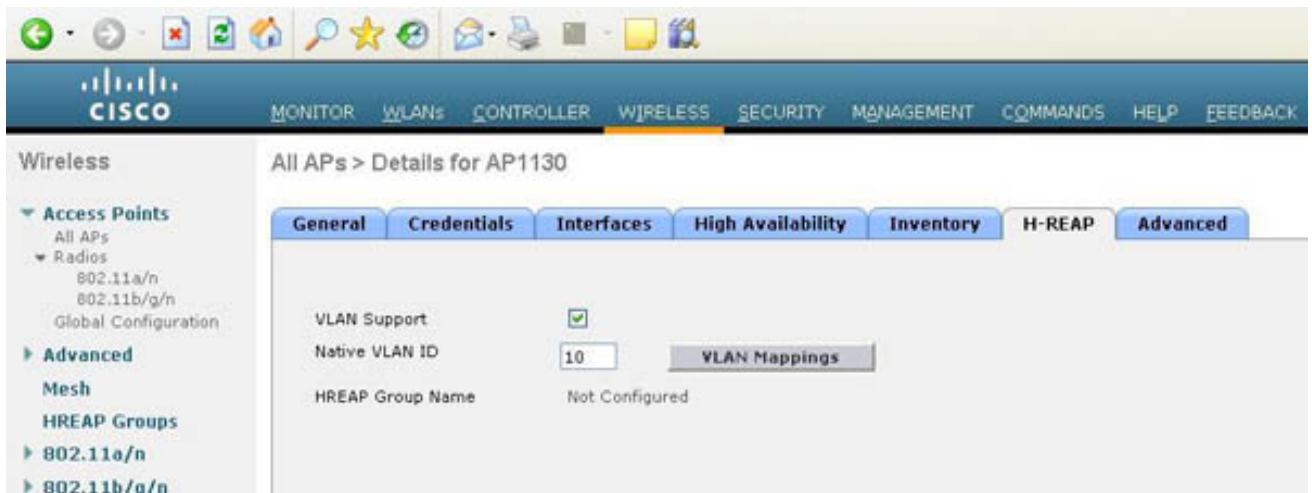 CISCO
MONITOR WLANs CONTROLLER WIRELESS SECURITY MANAGEMENT COMMANDS HELP FEEDBACK
Wireless
Access Points
All APs
Radios
802.11a/n
802.11b/g/n
Global Configuration
Advanced
Mesh
HREAP Groups
802.11a/n
802.11b/g/n
All APs > Details for AP1130
General Credentials Interfaces High Availability Inventory H-REAP Advanced
VLAN Support
Native VLAN ID 10 VLAN Mappings
HREAP Group Name Not Configured